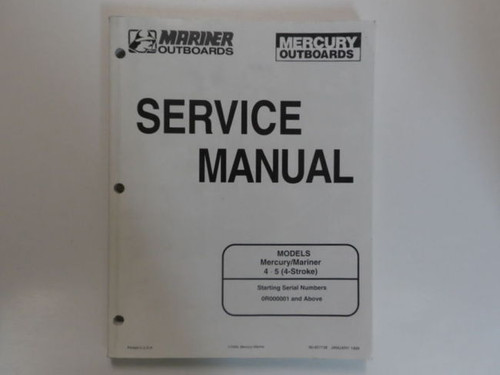 MARINER
OUTBOARDS
MERCURY
OUTBOARDS
SERVICE
MANUAL
MODELS
Mercury/Mariner
4 · 5 (4-Stroke)
Starting Serial Numbers
0R000001 and Above